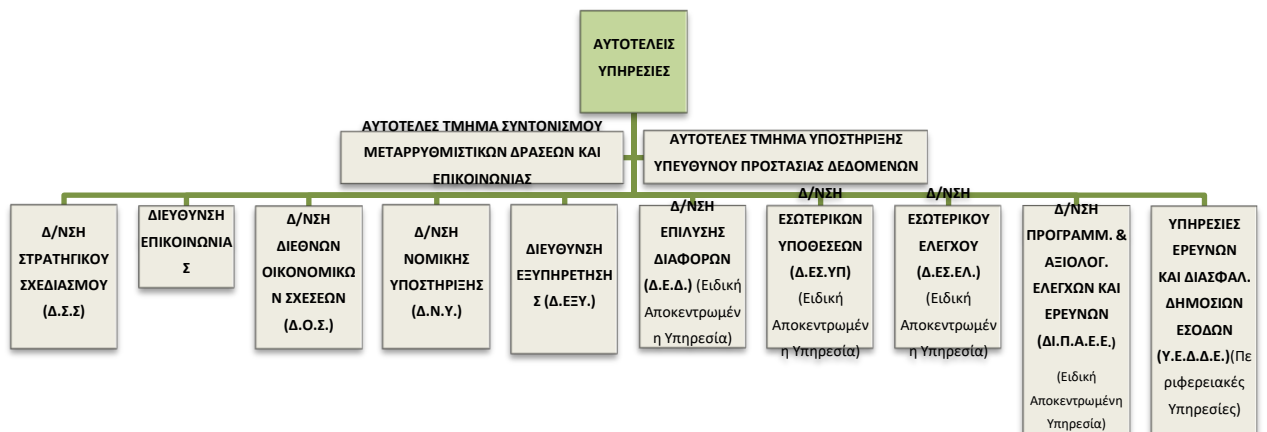 ΑΥΤΟΤΕΛΕΙΣ
ΥΠΗΡΕΣΙΕΣ
ΑΥΤΟΤΕΛΕΣ ΤΜΗΜΑ ΣΥΝΤΟΝΙΣΜΟΥ
ΜΕΤΑΡΡΥΘΜΙΣΤΙΚΩΝ ΔΡΑΣΕΩΝ ΚΑΙ
ΕΠΙΚΟΙΝΩΝΙΑΣ
ΑΥΤΟΤΕΛΕΣ ΤΜΗΜΑ ΥΠΟΣΤΗΡΙΞΗΣ
ΥΠΕΥΘΥΝΟΥ ΠΡΟΣΤΑΣΙΑΣ ΔΕΔΟΜΕΝΩΝ
Δ/ΝΣΗ
ΣΤΡΑΤΗΓΙΚΟΥ
ΣΧΕΔΙΑΣΜΟΥ
(Δ.Σ.Σ)
ΔΙΕΥΘΥΝΣΗ
ΕΠΙΚΟΙΝΩΝΙΑ
Σ
Δ/ΝΣΗ
ΔΙΕΘΝΩΝ
ΟΙΚΟΝΟΜΙΚΩ
Ν ΣΧΕΣΕΩΝ
(Δ.Ο.Σ.)
Δ/ΝΣΗ
ΝΟΜΙΚΗΣ
ΥΠΟΣΤΗΡΙΞΗΣ
(Δ.Ν.Υ.)
ΔΙΕΥΘΥΝΣΗ
ΕΞΥΠΗΡΕΤΗΣΗ
Σ (Δ.ΕΞΥ.)
Δ/ΝΣΗ
ΕΠΙΛΥΣΗΣ
ΔΙΑΦΟΡΩΝ
(Δ.Ε.Δ.) (Ειδική
Αποκεντρωμέν
η Υπηρεσία)
Δ/ΝΣΗ
ΕΣΩΤΕΡΙΚΩΝ
ΥΠΟΘΕΣΕΩΝ
(Δ.ΕΣ.ΥΠ)
(Ειδική
Αποκεντρωμέν
η Υπηρεσία)
Δ/ΝΣΗ
ΕΣΩΤΕΡΙΚΟΥ
ΕΛΕΓΧΟΥ
(Δ.ΕΣ.ΕΛ.)
(Ειδική
Αποκεντρωμέν
η Υπηρεσία)
Δ/ΝΣΗ
ΠΡΟΓΡΑΜΜ. &
ΑΞΙΟΛΟΓ.
ΕΛΕΓΧΩΝ ΚΑΙ
ΕΡΕΥΝΩΝ
(ΔΙ.Π.Α.Ε.Ε.)
(Ειδική
Αποκεντρωμένη
Υπηρεσία)
ΥΠΗΡΕΣΙΕΣ
ΕΡΕΥΝΩΝ
ΚΑΙ ΔΙΑΣΦΑΛ.
ΔΗΜΟΣΙΩΝ
ΕΣΟΔΩΝ
(Υ.Ε.Δ.Δ.Ε.)(Πε
ριφερειακές
Υπηρεσίες)